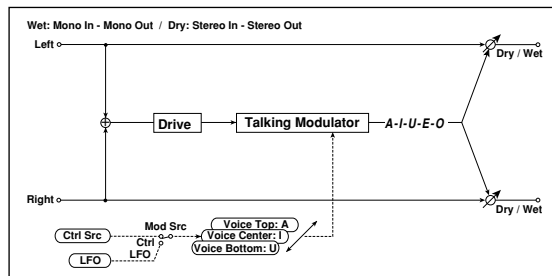 Wet: Mono In - Mono Out / Dry: Stereo In - Stereo Out
Left
Dry / Wet
Drive
Talking Modulator
A-I-U-E-O
Right
Dry / Wet
Mod Src
Ctrl Src
Ctrl
LFO
LFO
Voice Top: A
Voice Center: I
Voice Bottom: U